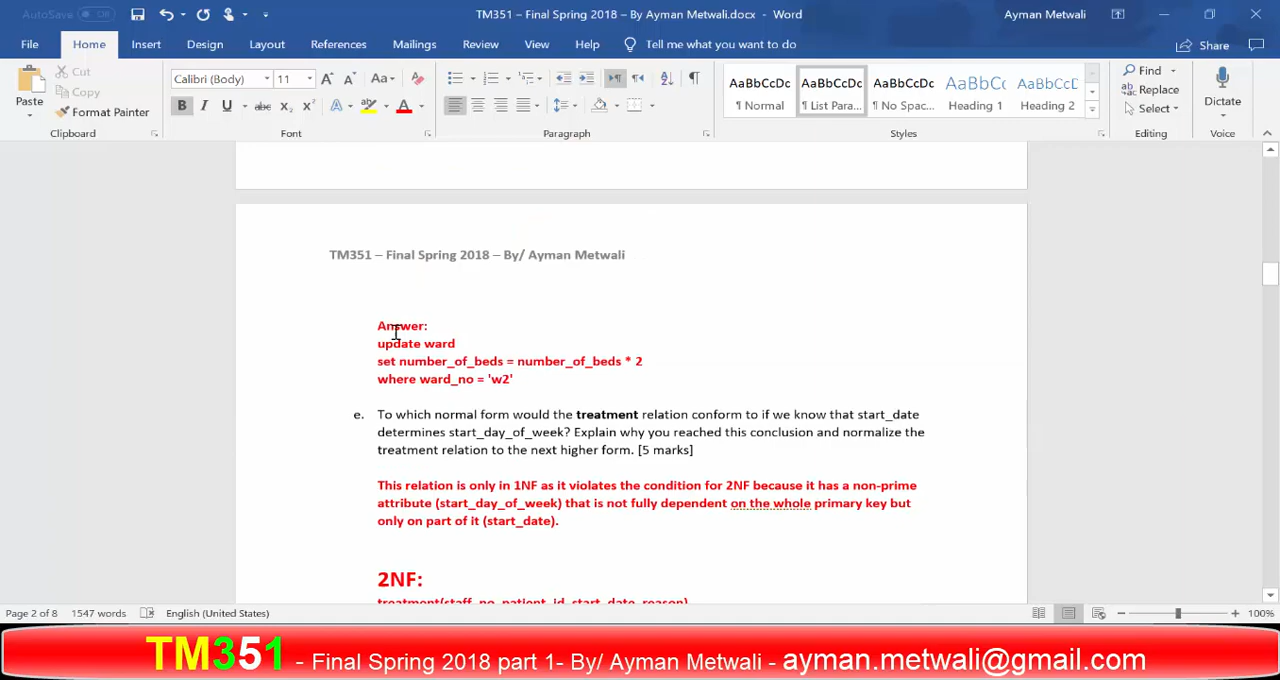 AutoSave Off
TM351 – Final Spring 2018 – By Ayman Metwali.docx - Word
Ayman Metwali
File Home Insert Design Layout References Mailings Review View Help Tell me what you want to do Share
Paste
Cut
Copy
Format Painter
Clipboard
Calibri (Body) 11
Font
Paragraph
AaBbCcDc AaBbCcDc AaBbCcDc AaBbCc AaBbCcDc
¶ Normal ¶ List Para... ¶ No Spac... Heading 1 Heading 2
Styles
Find
Replace
Select
Editing
Dictate
Voice
TM351 – Final Spring 2018 – By/ Ayman Metwali
Answer:
update ward
set number_of_beds = number_of_beds * 2
where ward_no = 'w2'
e. To which normal form would the treatment relation conform to if we know that start_date
determines start_day_of_week? Explain why you reached this conclusion and normalize the
treatment relation to the next higher form. [5 marks]
This relation is only in 1NF as it violates the condition for 2NF because it has a non-prime
attribute (start_day_of_week) that is not fully dependent on the whole primary key but
only on part of it (start_date).
2NF:
treatment(staff_no, patient_id, start_date, reason)
Page 2 of 8 1547 words English (United States) 100%
TM351 - Final Spring 2018 part 1- By/ Ayman Metwali - ayman.metwali@gmail.com